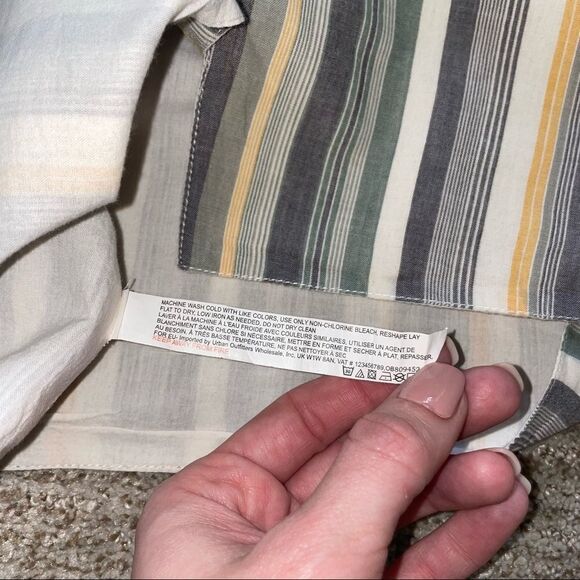 MACHINE WASH COLD WITH LIKE COLORS, USE ONLY NON-CHLORINE BLEACH, RESHAPE LAY
FLAT TO DRY, LOW IRON AS NEEDED, DO NOT DRY CLEAN
LAVER À LA MACHINE À L'EAU FROIDE AVEC COULEURS SIMILAIRES, UTILISER UN AGENT DE
BLANCHIMENT SANS CHLORE SI NÉCESSAIRE, METTRE EN FORME ET SÉCHER À PLAT, REPASSER
AU BESOIN, À TRÈS BASSE TEMPÉRATURE, NE PAS NETTOYER À SEC
FOR EU- Imported by Urban Outfitters Wholesale, Inc, UK W1W 8AN, VAT # 123456789,OB809452
KEEP AWAY FROM FIRE